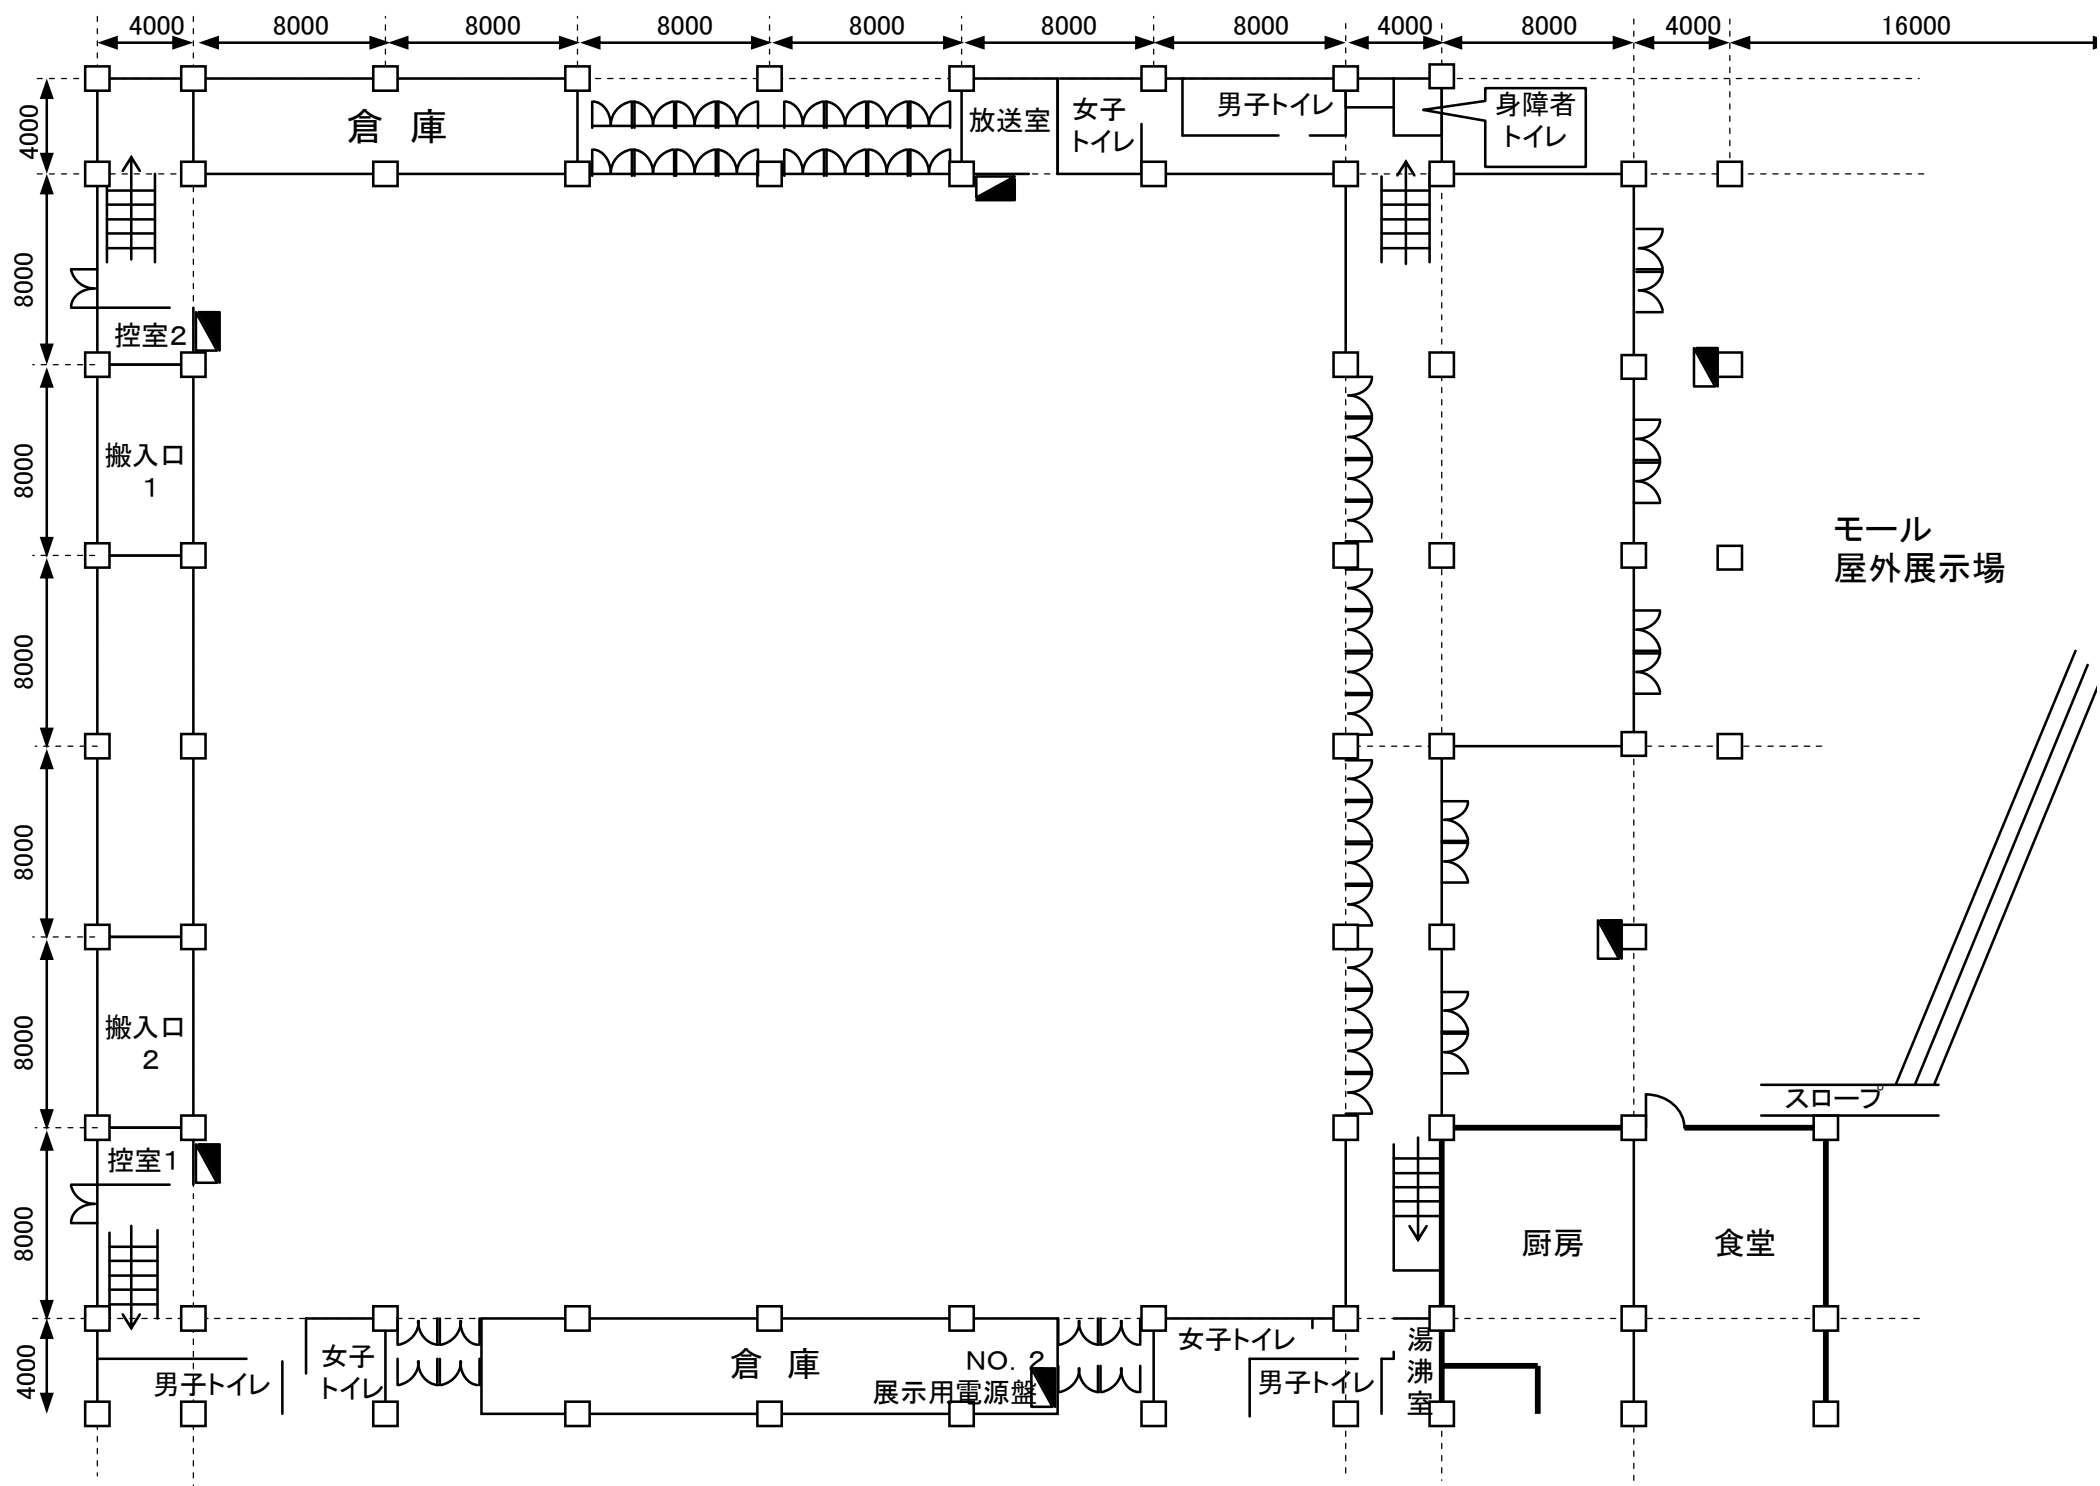 4000
8000
8000
8000
8000
8000
8000
4000
8000
4000
16000
4000
8000
8000
8000
8000
8000
8000
4000
倉 庫
放送室
女子
トイレ
男子トイレ
身障者
トイレ
控室2
搬入口
1
モール
屋外展示場
搬入口
2
スロープ
控室1
厨房
食堂
男子トイレ
女子
トイレ
倉 庫
NO. 2
展示用電源盤
女子トイレ
男子トイレ
湯
沸
室